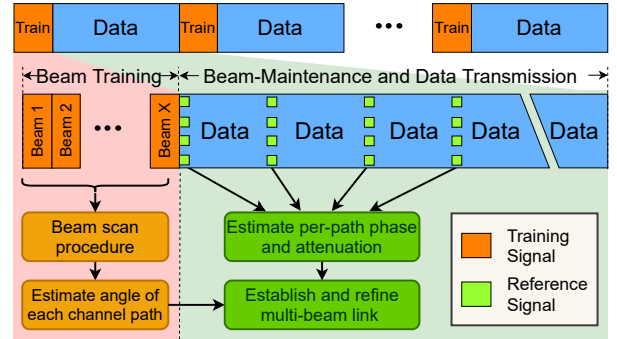 Train Data Train Data ••• Train Data
Beam Training Beam-Maintenance and Data Transmission
Beam 1 Beam 2 ••• Beam X Data Data Data Data Data
Beam scan
procedure
Estimate per-path phase
and attenuation
Training
Signal
Reference
Signal
Estimate angle of
each channel path
Establish and refine
multi-beam link